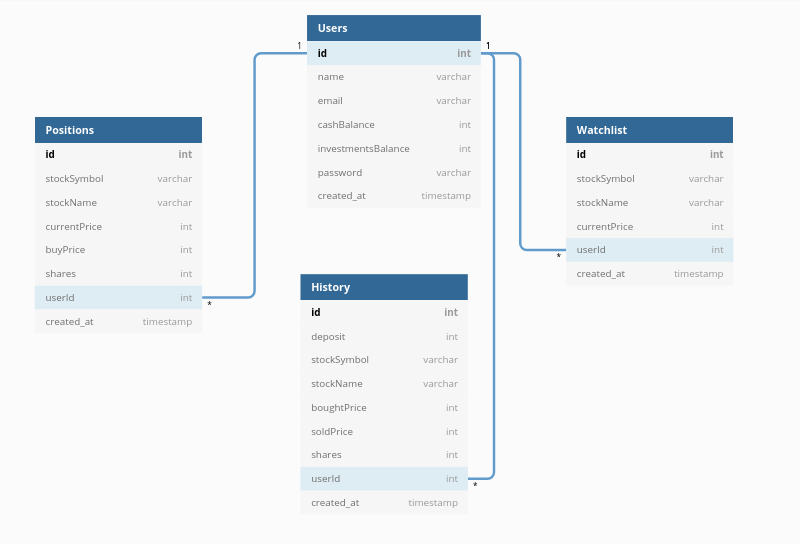 Users
1
1
id int
name varchar
email varchar
cashBalance int
investmentsBalance int
password varchar
created_at timestamp
Positions
id int
stockSymbol varchar
stockName varchar
currentPrice int
buyPrice int
shares int
userId int
*
created_at timestamp
Watchlist
id int
stockSymbol varchar
stockName varchar
currentPrice int
userId int
*
created_at timestamp
History
id int
deposit int
stockSymbol varchar
stockName varchar
boughtPrice int
soldPrice int
shares int
userId int
*
created_at timestamp